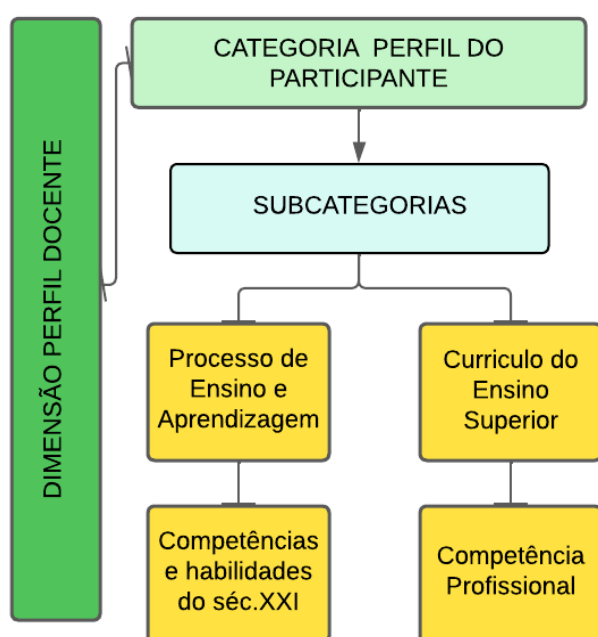 DIMENSÃO PERFIL DOCENTE
CATEGORIA PERFIL DO
PARTICIPANTE
SUBCATEGORIAS
Processo de
Ensino e
Aprendizagem
Curriculo do
Ensino
Superior
Competências
e habilidades
do séc.XXI
Competência
Profissional